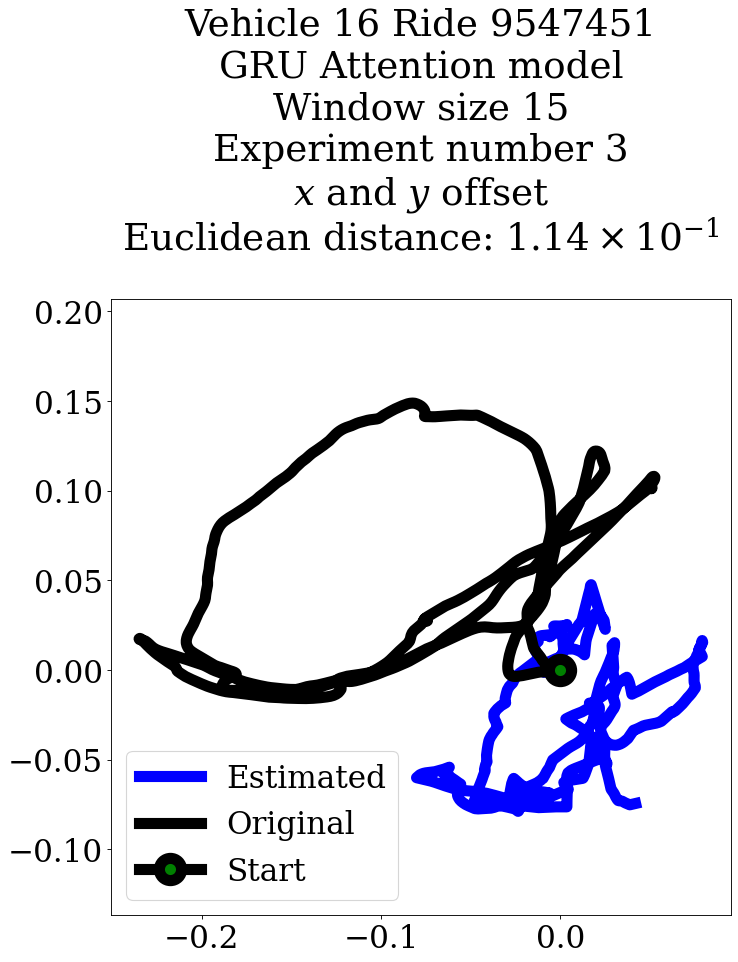 Vehicle 16 Ride 9547451
GRU Attention model
Window size 15
Experiment number 3
x and y offset
Euclidean distance: 1.14 × 10⁻¹
0.20
0.15
0.10
0.05
0.00
−0.05
−0.10
Estimated
Original
Start
−0.2
−0.1
0.0